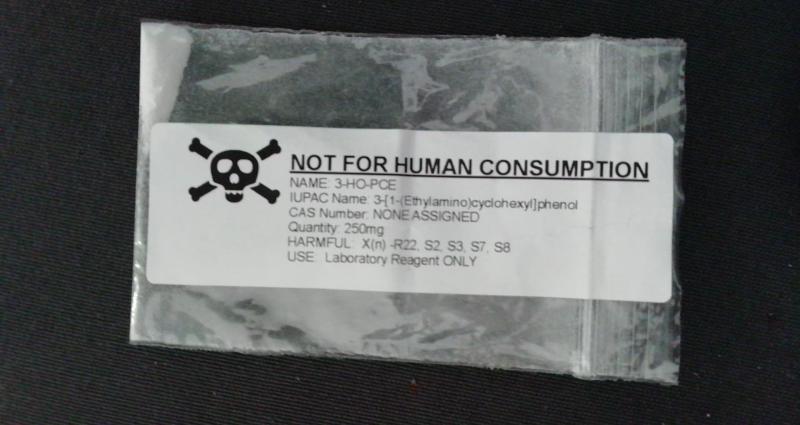 NOT FOR HUMAN CONSUMPTION
NAME: 3-HO-PCE
IUPAC Name: 3-[1-(Ethylamino)cyclohexyl]phenol
CAS Number: NONE ASSIGNED
Quantity: 250mg
HARMFUL: X(n) -R22, S2, S3, S7, S8
USE: Laboratory Reagent ONLY